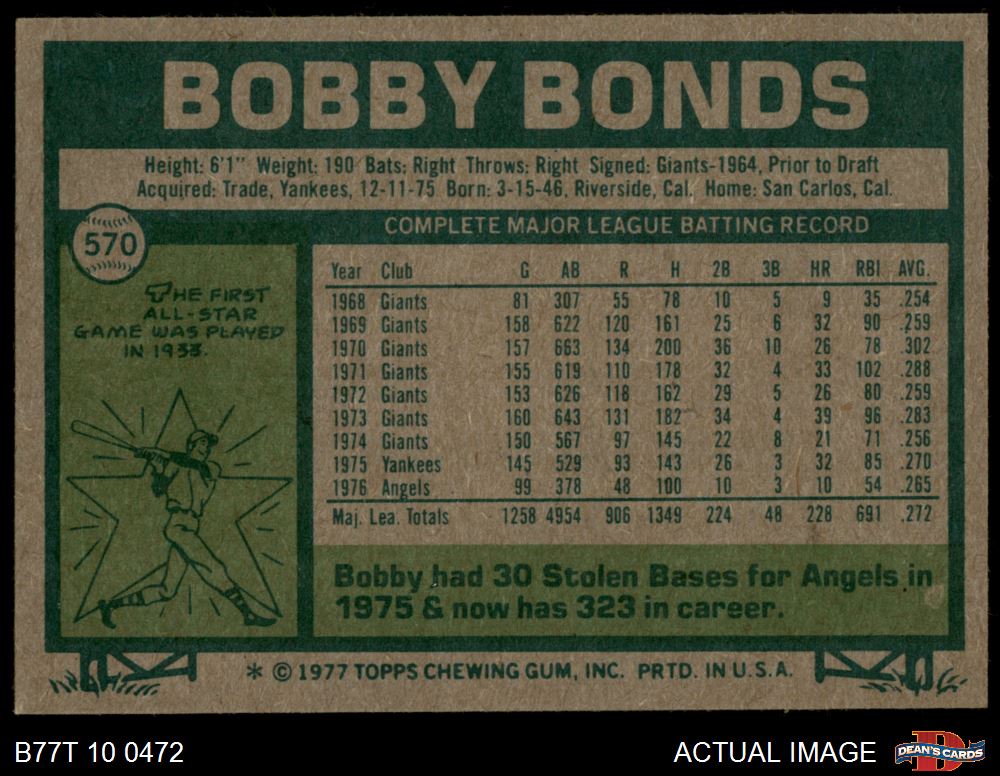 BOBBY BONDS
Height: 6'1" Weight: 190 Bats: Right Throws: Right Signed: Giants-1964, Prior to Draft
Acquired: Trade, Yankees, 12-11-75 Born: 3-15-46, Riverside, Cal. Home: San Carlos, Cal.
570
THE FIRST
ALL-STAR
GAME WAS PLAYED
IN 1933.
COMPLETE MAJOR LEAGUE BATTING RECORD
Year Club G AB R H 2B 3B HR RBI AVG.
1968 Giants 81 307 55 78 10 5 9 35 .254
1969 Giants 158 622 120 161 25 6 32 90 .259
1970 Giants 157 663 134 200 36 10 26 78 .302
1971 Giants 155 619 110 178 32 4 33 102 .288
1972 Giants 153 626 118 162 29 5 26 80 .259
1973 Giants 160 643 131 182 34 4 39 96 .283
1974 Giants 150 567 97 145 22 8 21 71 .256
1975 Yankees 145 529 93 143 26 3 32 85 .270
1976 Angels 99 378 48 100 10 3 10 54 .265
Maj. Lea. Totals 1258 4954 906 1349 224 48 228 691 .272
Bobby had 30 Stolen Bases for Angels in
1975 & now has 323 in career.
* © 1977 TOPPS CHEWING GUM, INC. PRTD. IN U.S.A.
B77T 10 0472
ACTUAL IMAGE
D
DEAN'S CARDS